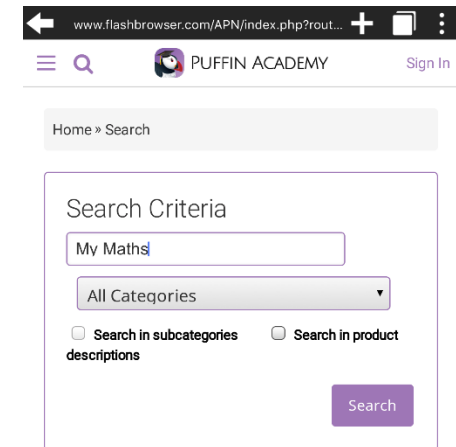 www.flashbrowser.com/APN/index.php?rout...
PUFFIN ACADEMY
Sign In
Home » Search
Search Criteria
My Maths
All Categories
Search in subcategories
Search in product
descriptions
Search